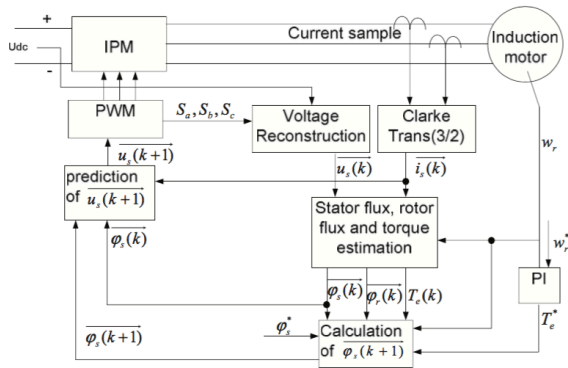 +
Udc
-
IPM
Current sample
Induction
motor
PWM
S_a, S_b, S_c
Voltage
Reconstruction
Clarke
Trans(3/2)
w_r
u_s(k+1)
u_s(k)
i_s(k)
prediction
of u_s(k+1)
Stator flux, rotor
flux and torque
estimation
w_r^*
φ_s(k)
PI
φ_s(k)
φ_r(k)
T_e(k)
T_e^*
φ_s(k+1)
φ_s^*
Calculation
of φ_s(k+1)